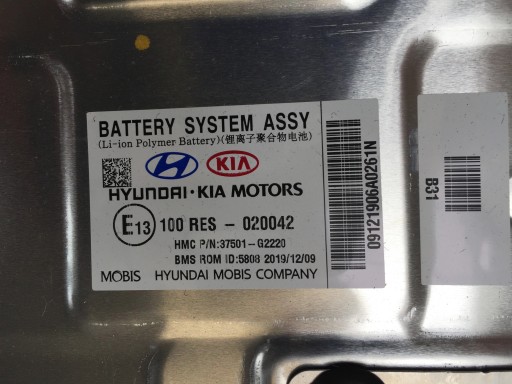 BATTERY SYSTEM ASSY
(Li-ion Polymer Battery)(锂离子聚合物电池)
KIA
HYUNDAI · KIA MOTORS
E13 100 RES - 020042
HMC P/N:37501-G2220
BMS ROM ID:5808 2019/12/09
MOBIS HYUNDAI MOBIS COMPANY
09121906A0261N
B31